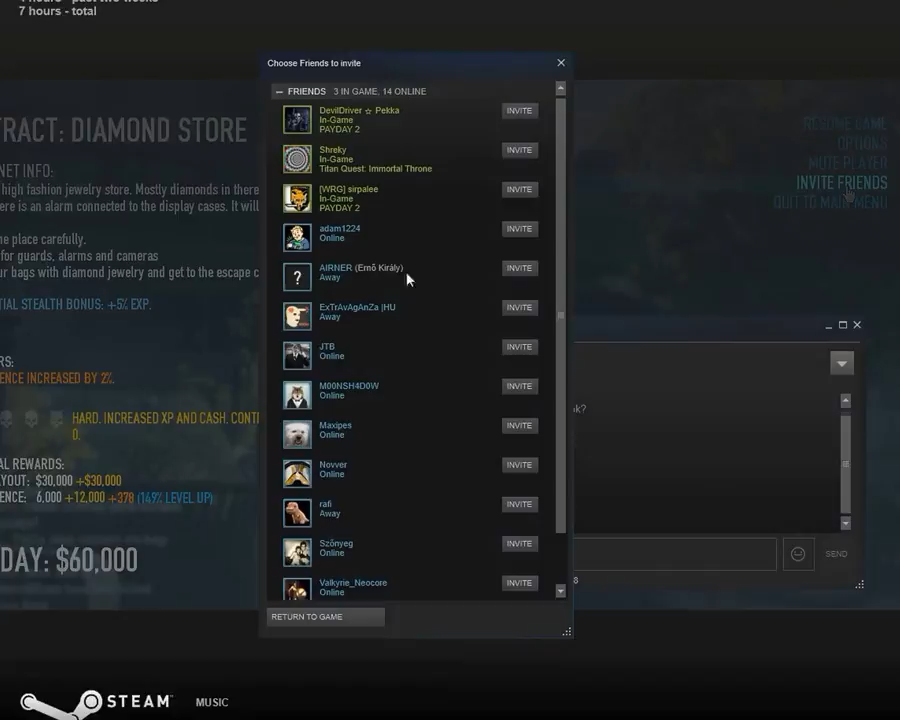 7 hours - total
Choose Friends to invite
FRIENDS 3 IN GAME, 14 ONLINE
DevilDriver ☆ Pekka
In-Game
PAYDAY 2
INVITE
Shreky
In-Game
Titan Quest: Immortal Throne
INVITE
[WRG] sirpalee
In-Game
PAYDAY 2
INVITE
adam1224
Online
INVITE
AIRNER (Ernő Király)
Away
INVITE
ExTrAvAgAnZa |HU
Away
INVITE
JTB
Online
INVITE
M00NSH4D0W
Online
INVITE
Maxipes
Online
INVITE
Novver
Online
INVITE
rafi
Away
INVITE
Szőnyeg
Online
INVITE
Valkyrie_Neocore
Online
INVITE
RETURN TO GAME
TRACT: DIAMOND STORE
NET INFO:
high fashion jewelry store. Mostly diamonds in there
ere is an alarm connected to the display cases. It will
he place carefully.
for guards, alarms and cameras
ur bags with diamond jewelry and get to the escape c
TIAL STEALTH BONUS: +5% EXP.
RS:
ENCE INCREASED BY 2%.
HARD. INCREASED XP AND CASH. CONT
0.
AL REWARDS:
YOUT: $30,000 +$30,000
ENCE: 6,000 +12,000 +378 (149% LEVEL UP)
DAY: $60,000
RESUME GAME
OPTIONS
MUTE PLAYER
INVITE FRIENDS
QUIT TO MAIN MENU
k?
SEND
STEAM™
MUSIC